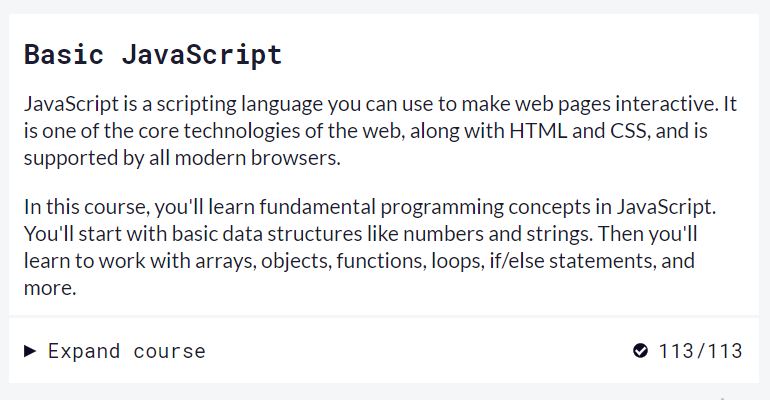 Basic JavaScript
JavaScript is a scripting language you can use to make web pages interactive. It
is one of the core technologies of the web, along with HTML and CSS, and is
supported by all modern browsers.
In this course, you'll learn fundamental programming concepts in JavaScript.
You'll start with basic data structures like numbers and strings. Then you'll
learn to work with arrays, objects, functions, loops, if/else statements, and
more.
Expand course 113/113